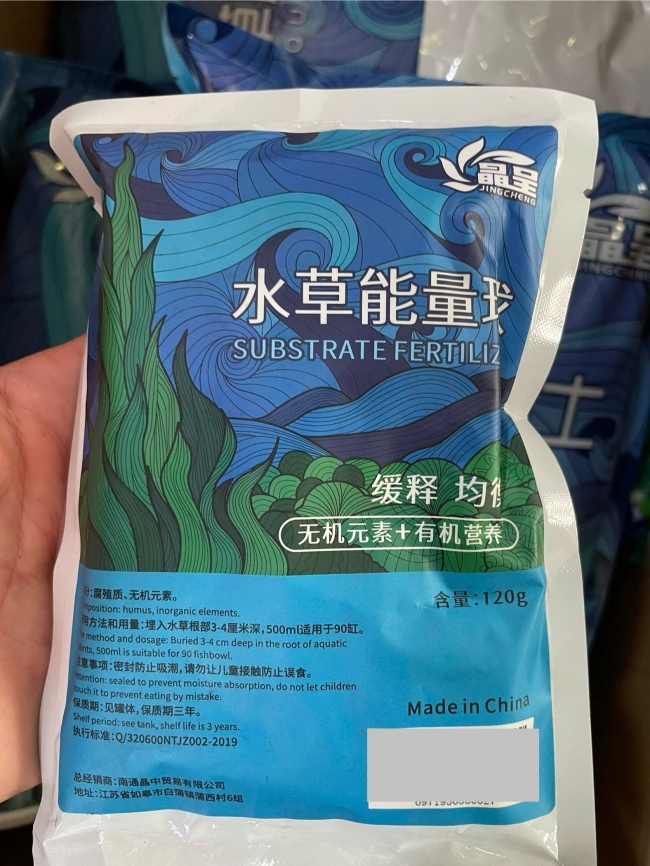 晶呈
JINGCHENG
水草能量
SUBSTRATE FERTILIZ
缓释 均衡
无机元素+有机营养
含量:120g
:腐殖质、无机元素。
position: humus, inorganic elements.
方法和用量:埋入水草根部3-4厘米深,500ml适用于90缸。
method and dosage: Buried 3-4 cm deep in the root of aquatic
ants, 500ml is suitable for 90 fishbowl.
意事项:密封防止吸潮,请勿让儿童接触防止误食。
tention: sealed to prevent moisture absorption, do not let children
touch it to prevent eating by mistake.
保质期:见罐体,保质期三年。
Shelf period: see tank, shelf life is 3 years.
执行标准:Q/320600NTJZ002-2019
Made in China
总经销商:南通晶中贸易有限公司
地址:江苏省如皋市白蒲镇蒲西村6组
土